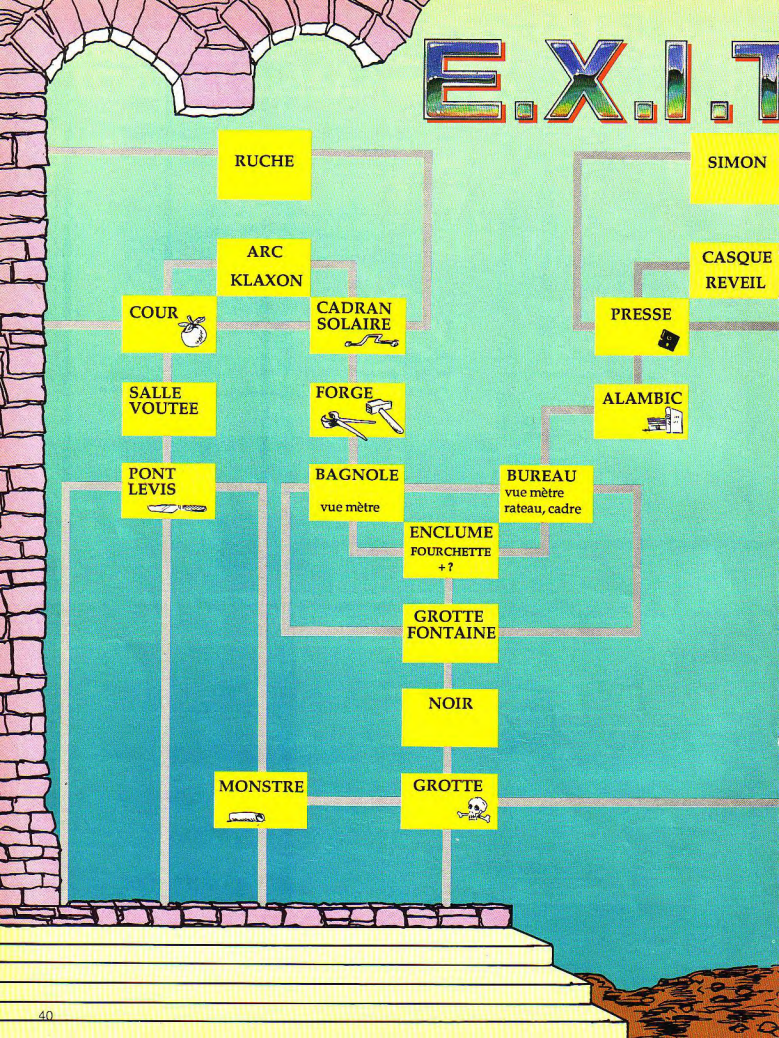 E.X.I.T
RUCHE
SIMON
ARC
KLAXON
CASQUE
REVEIL
COUR
CADRAN
SOLAIRE
PRESSE
SALLE
VOUTEE
FORGE
ALAMBIC
PONT
LEVIS
BAGNOLE
vue mètre
BUREAU
vue mètre
rateau, cadre
ENCLUME
FOURCHETTE
+ ?
GROTTE
FONTAINE
NOIR
MONSTRE
GROTTE
40